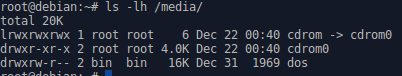 root@debian:~# ls -lh /media/
total 20K
lrwxrwxrwx 1 root root    6 Dec 22 00:40 cdrom -> cdrom0
drwxr-xr-x 2 root root 4.0K Dec 22 00:40 cdrom0
drwxrw-r-- 2 bin  bin   16K Dec 31  1969 dos
root@debian:~#